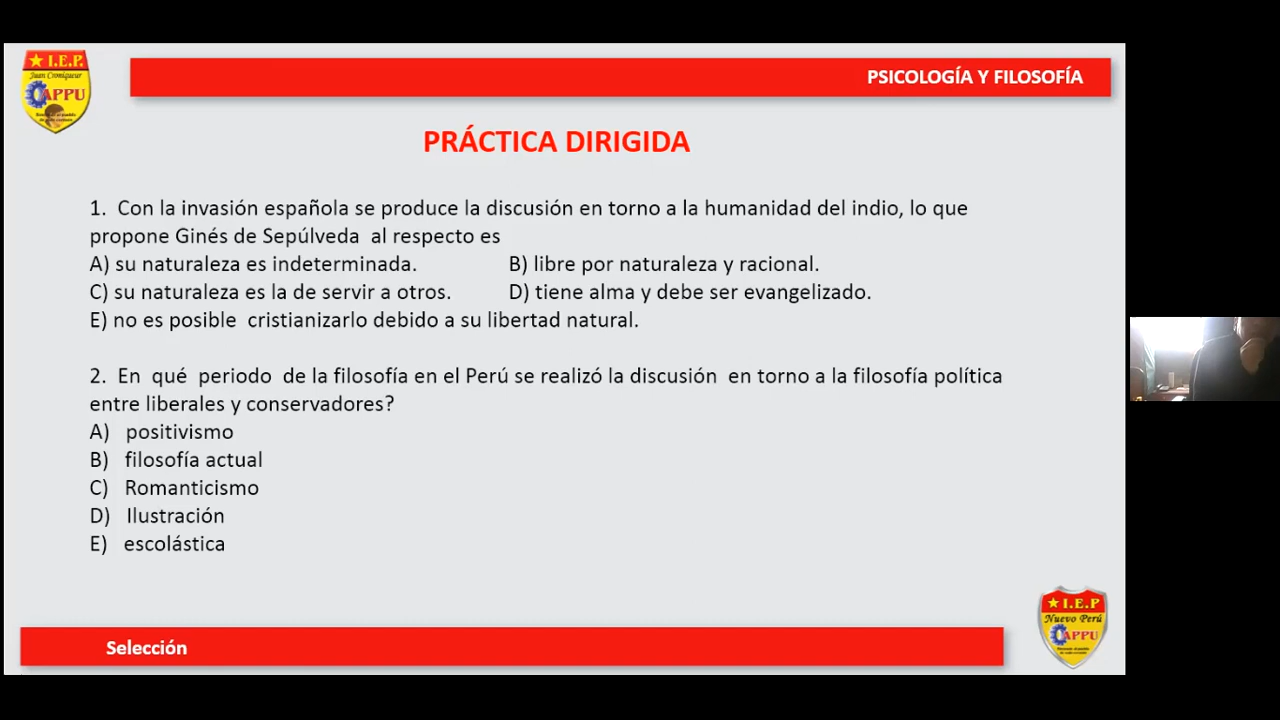 ★ I.E.P.
Juan Croniqueur
CAPPU
PSICOLOGÍA Y FILOSOFÍA
PRÁCTICA DIRIGIDA
1. Con la invasión española se produce la discusión en torno a la humanidad del indio, lo que
propone Ginés de Sepúlveda al respecto es
A) su naturaleza es indeterminada. B) libre por naturaleza y racional.
C) su naturaleza es la de servir a otros. D) tiene alma y debe ser evangelizado.
E) no es posible cristianizarlo debido a su libertad natural.
2. En qué periodo de la filosofía en el Perú se realizó la discusión en torno a la filosofía política
entre liberales y conservadores?
A) positivismo
B) filosofía actual
C) Romanticismo
D) Ilustración
E) escolástica
★ I.E.P
Nuevo Perú
CAPPU
Selección